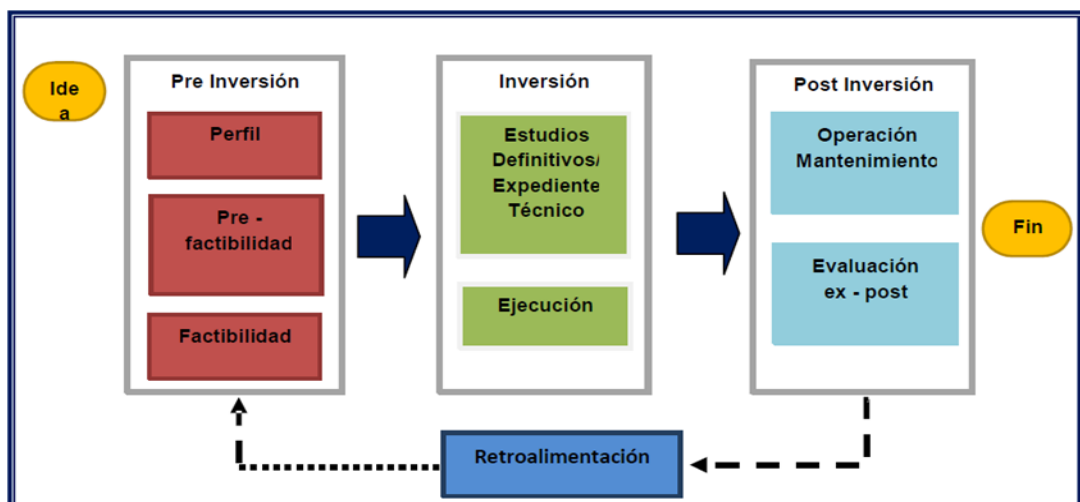 Ide
a
Pre Inversión
Perfil
Pre -
factibilidad
Factibilidad
Inversión
Estudios
Definitivos/
Expediente
Técnico
Ejecución
Post Inversión
Operación
Mantenimiento
Evaluación
ex - post
Fin
Retroalimentación